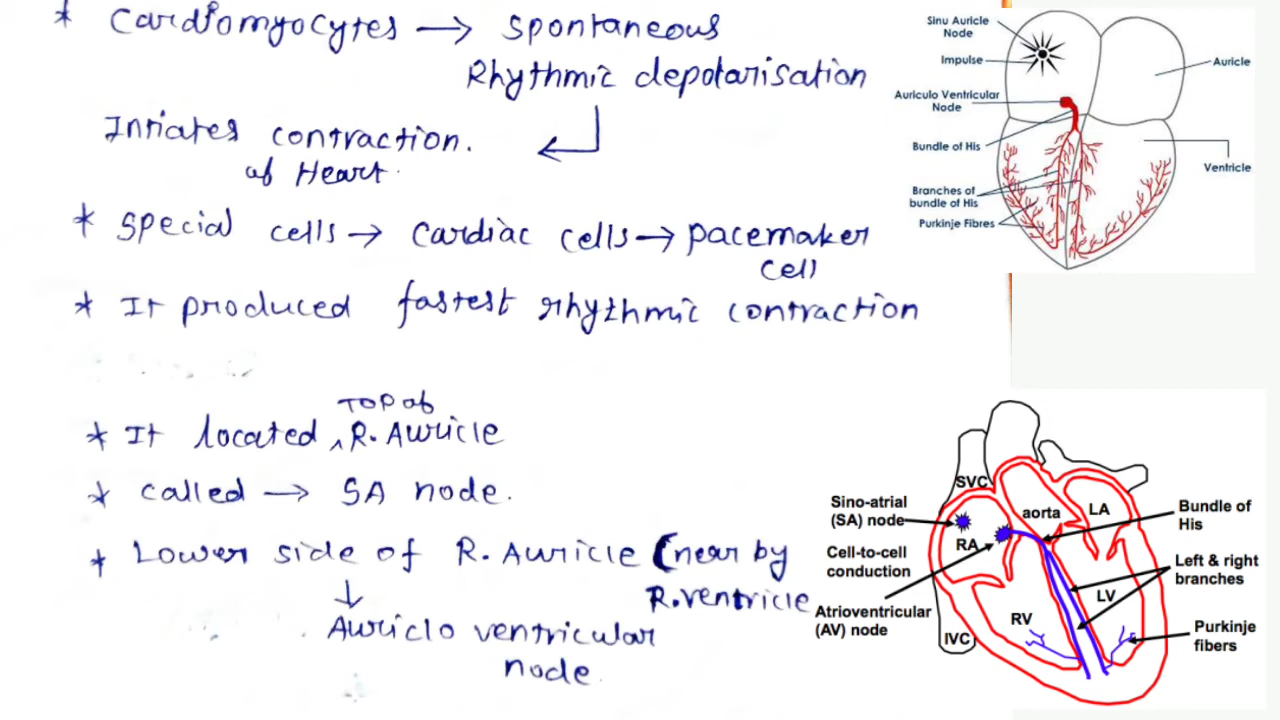 * Cardiomyocytes → spontaneous
Rhythmic depolarisation
Intiates contraction.
of Heart.
* special cells → cardiac cells → pacemaker
cell
* It produced fastest rhythmic contraction
TOP of
* It located ^ R. Auricle
* called → SA node.
* Lower side of R. Auricle (near by
R. ventricle
↓
Auriclo ventricular
node.
Sinu Auricle
Node
Impulse
Auricle
Auriculo Ventricular
Node
Bundle of His
Ventricle
Branches of
bundle of His
Purkinje Fibres
SVC
Sino-atrial
(SA) node
aorta
LA
Bundle of
His
RA
Cell-to-cell
conduction
Left & right
branches
LV
Atrioventricular
(AV) node
RV
IVC
Purkinje
fibers